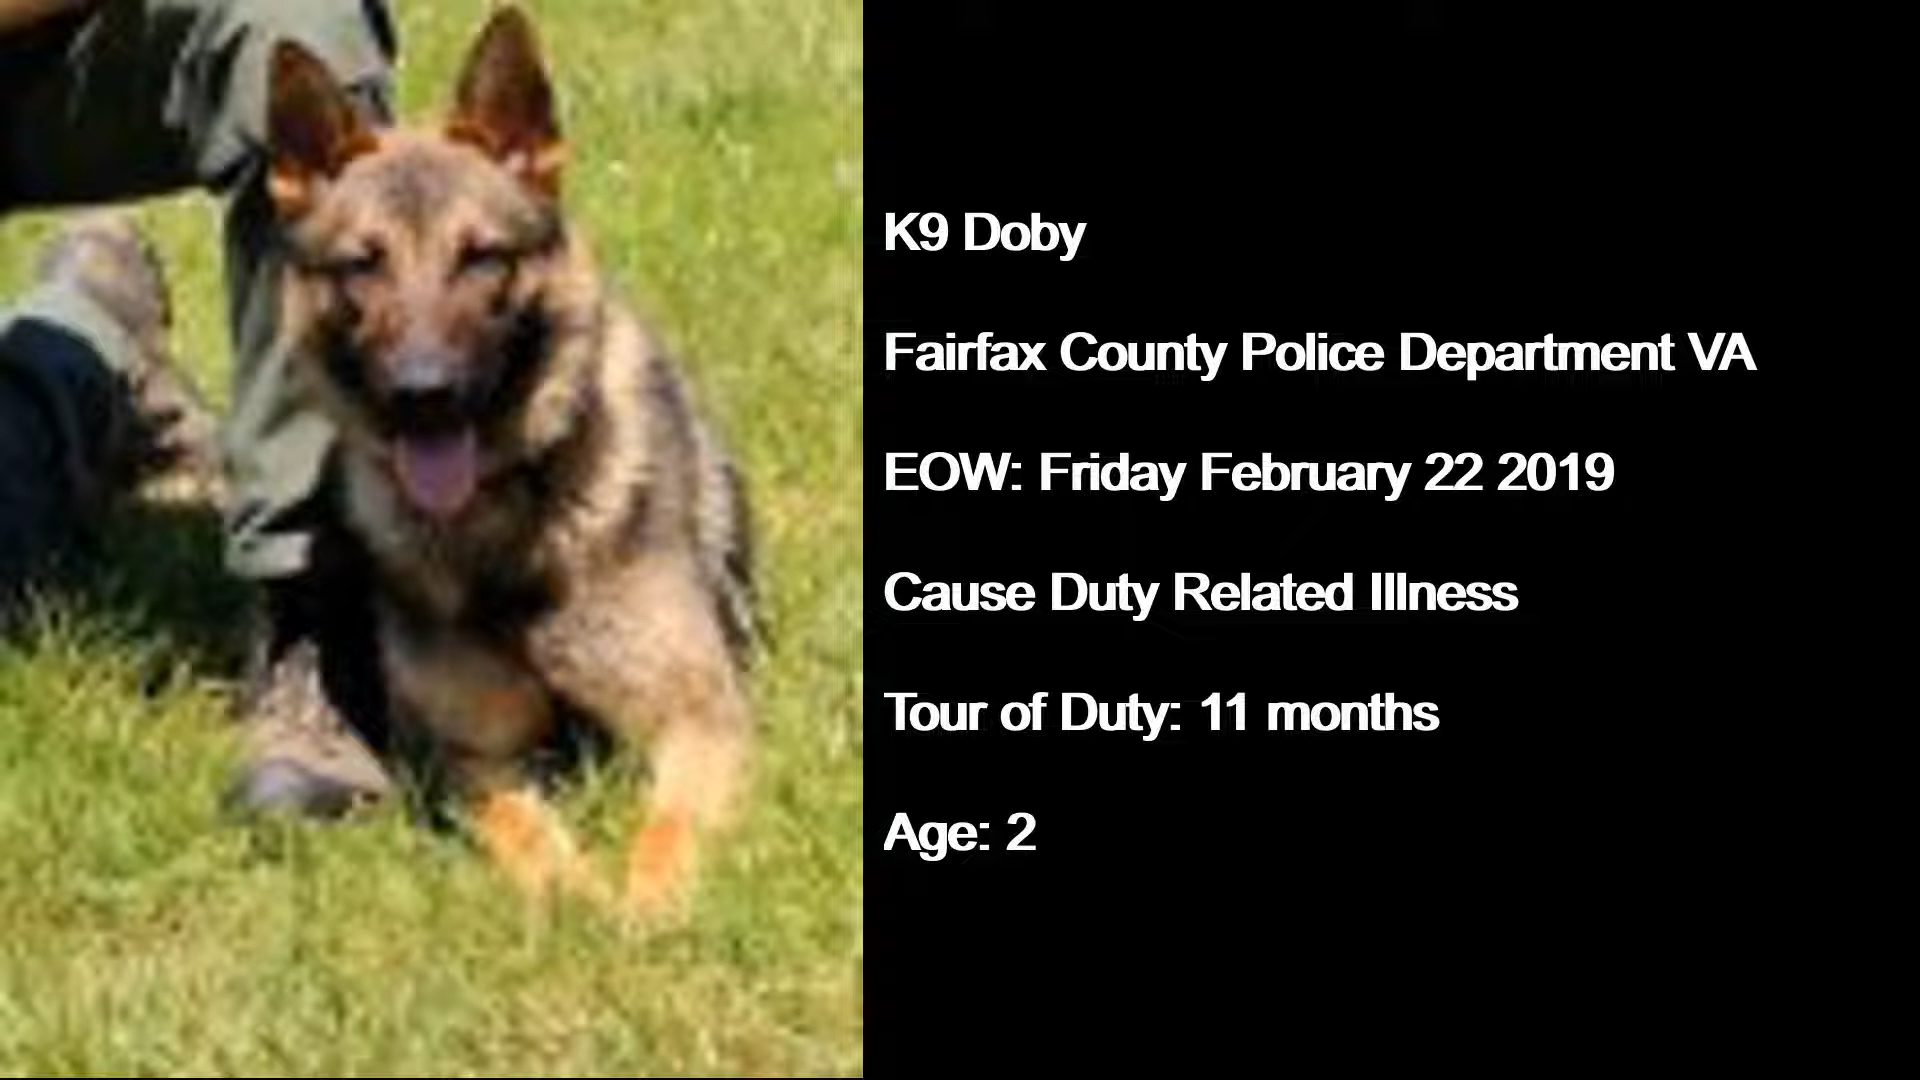 K9 Doby
Fairfax County Police Department VA
EOW: Friday February 22 2019
Cause Duty Related Illness
Tour of Duty: 11 months
Age: 2